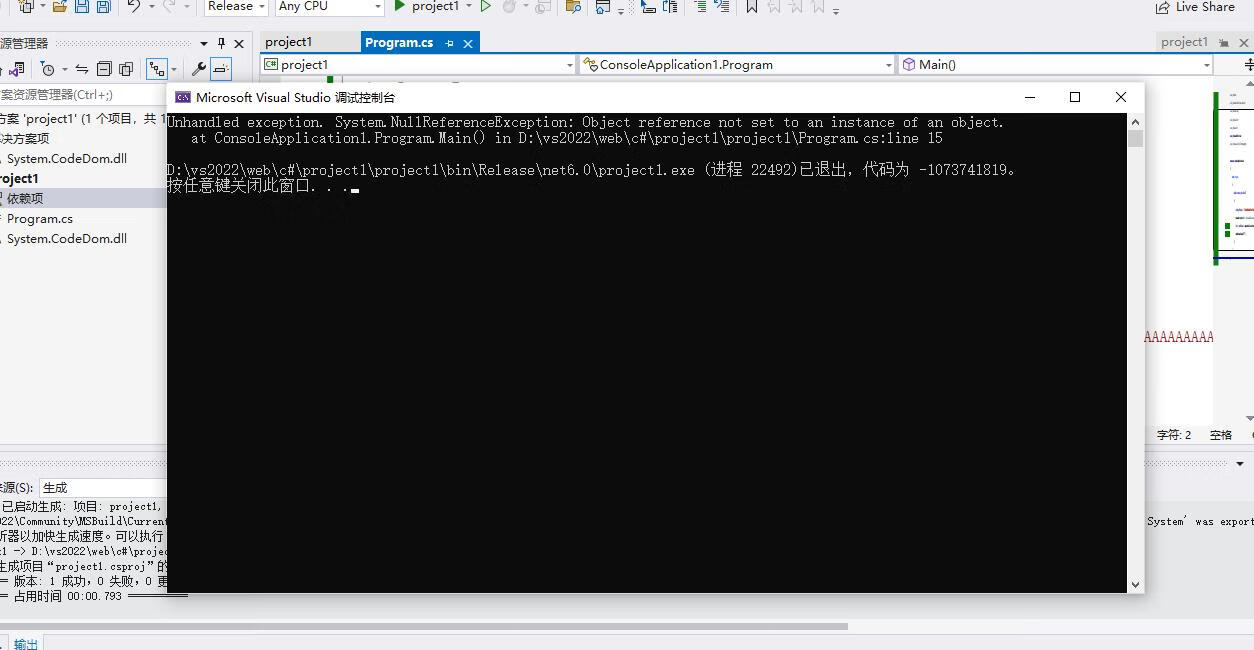 Release
Any CPU
project1
Live Share
源管理器
project1
Program.cs
project1
project1
ConsoleApplication1.Program
Main()
案资源管理器(Ctrl+;)
方案 'project1' (1 个项目，共 1
决方案项
System.CodeDom.dll
roject1
依赖项
Program.cs
System.CodeDom.dll
Microsoft Visual Studio 调试控制台
Unhandled exception. System.NullReferenceException: Object reference not set to an instance of an object.
at ConsoleApplication1.Program.Main() in D:\vs2022\web\c#\project1\project1\Program.cs:line 15
D:\vs2022\web\c#\project1\project1\bin\Release\net6.0\project1.exe (进程 22492)已退出，代码为 -1073741819。
按任意键关闭此窗口. . .
AAAAAAAAA
字符: 2
空格
源(S):
生成
已启动生成: 项目: project1,
022\Community\MSBuild\Current
System' was export
析器以加快生成速度。可以执行
t1 -> D:\vs2022\web\c#\projec
生成项目“project1.csproj”的
= 版本: 1 成功，0 失败，0 更
= 占用时间 00:00.793 ==========
输出